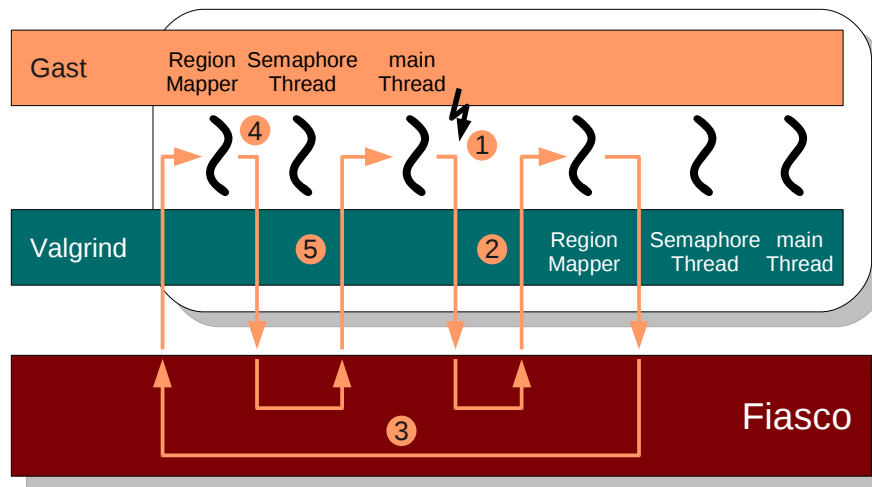 Gast
Region
Mapper
Semaphore
Thread
main
Thread
4
1
Valgrind
5
2
Region
Mapper
Semaphore
Thread
main
Thread
Fiasco
3